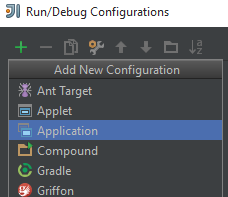 Run/Debug Configurations
Add New Configuration
Ant Target
Applet
Application
Compound
Gradle
Griffon